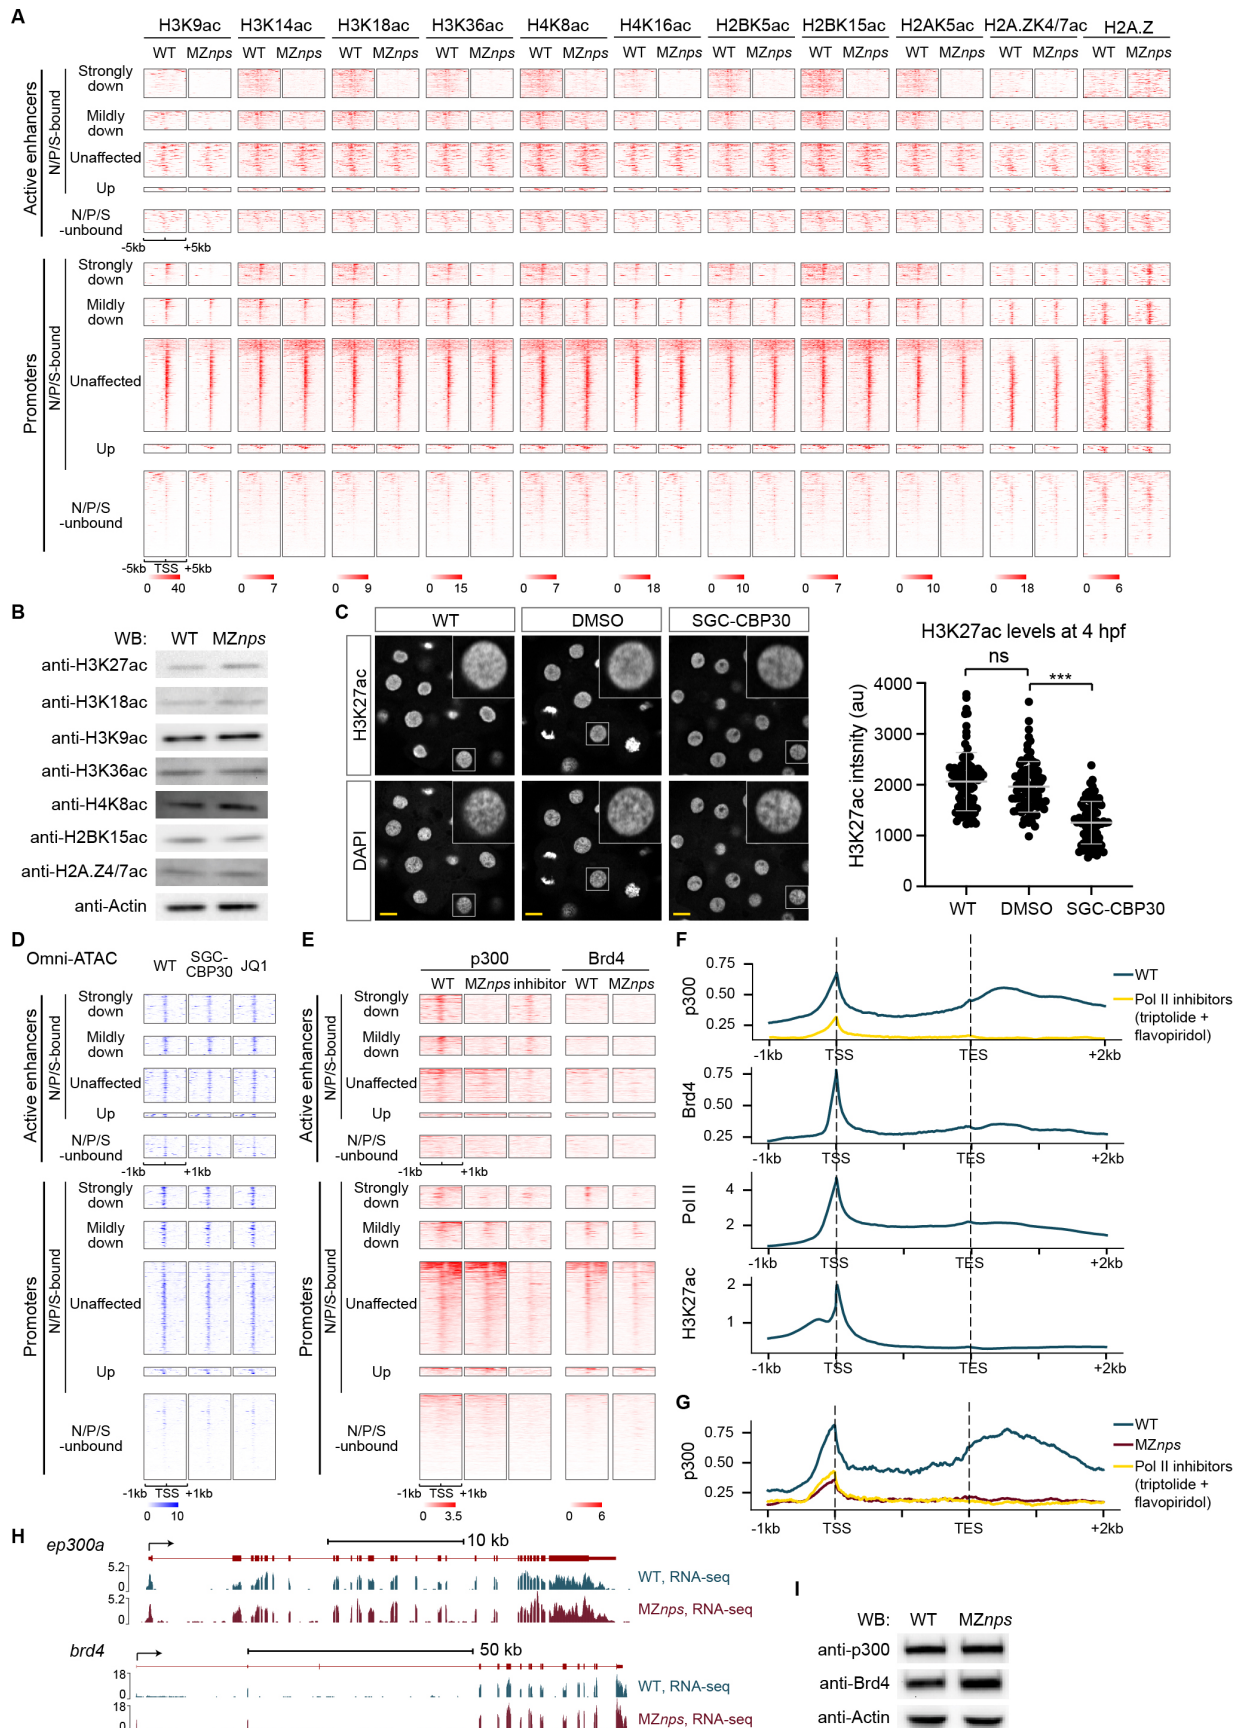 A
H3K9ac H3K14ac H3K18ac H3K36ac H4K8ac H4K16ac H2BK5ac H2BK15ac H2AK5ac H2A.ZK4/7ac H2A.Z
WT MZnps WT MZnps WT MZnps WT MZnps WT MZnps WT MZnps WT MZnps WT MZnps WT MZnps WT MZnps WT MZnps
Active enhancers
N/P/S-bound
Strongly
down
Mildly
down
Unaffected
Up
N/P/S
-unbound
-5kb +5kb
Promoters
N/P/S-bound
Strongly
down
Mildly
down
Unaffected
Up
N/P/S
-unbound
-5kb TSS +5kb
0 40 0 7 0 9 0 15 0 7 0 18 0 10 0 7 0 10 0 18 0 6
B
WB: WT MZnps
anti-H3K27ac
anti-H3K18ac
anti-H3K9ac
anti-H3K36ac
anti-H4K8ac
anti-H2BK15ac
anti-H2A.Z4/7ac
anti-Actin
C
WT DMSO SGC-CBP30
H3K27ac
DAPI
H3K27ac levels at 4 hpf
ns
***
H3K27ac intsnity (au)
4000
3000
2000
1000
0
WT DMSO SGC-CBP30
D
Omni-ATAC
WT SGC-CBP30 JQ1
Active enhancers
N/P/S-bound
Strongly
down
Mildly
down
Unaffected
Up
N/P/S
-unbound
-1kb +1kb
Promoters
N/P/S-bound
Strongly
down
Mildly
down
Unaffected
Up
N/P/S
-unbound
-1kb TSS +1kb
0 10
E
p300 Brd4
WT MZnps inhibitor WT MZnps
Active enhancers
N/P/S-bound
Strongly
down
Mildly
down
Unaffected
Up
N/P/S
-unbound
-1kb +1kb
Promoters
N/P/S-bound
Strongly
down
Mildly
down
Unaffected
Up
N/P/S
-unbound
-1kb TSS +1kb
0 3.5 0 6
F
p300
0.75
0.50
0.25
-1kb TSS TES +2kb
WT
Pol II inhibitors
(triptolide +
flavopiridol)
Brd4
0.75
0.50
0.25
-1kb TSS TES +2kb
Pol II
4
2
-1kb TSS TES +2kb
H3K27ac
2
1
-1kb TSS TES +2kb
G
p300
0.75
0.50
0.25
-1kb TSS TES +2kb
WT
MZnps
Pol II inhibitors
(triptolide +
flavopiridol)
H
ep300a
10 kb
5.2
0
WT, RNA-seq
5.2
0
MZnps, RNA-seq
brd4
50 kb
18
0
WT, RNA-seq
18
0
MZnps, RNA-seq
I
WB: WT MZnps
anti-p300
anti-Brd4
anti-Actin